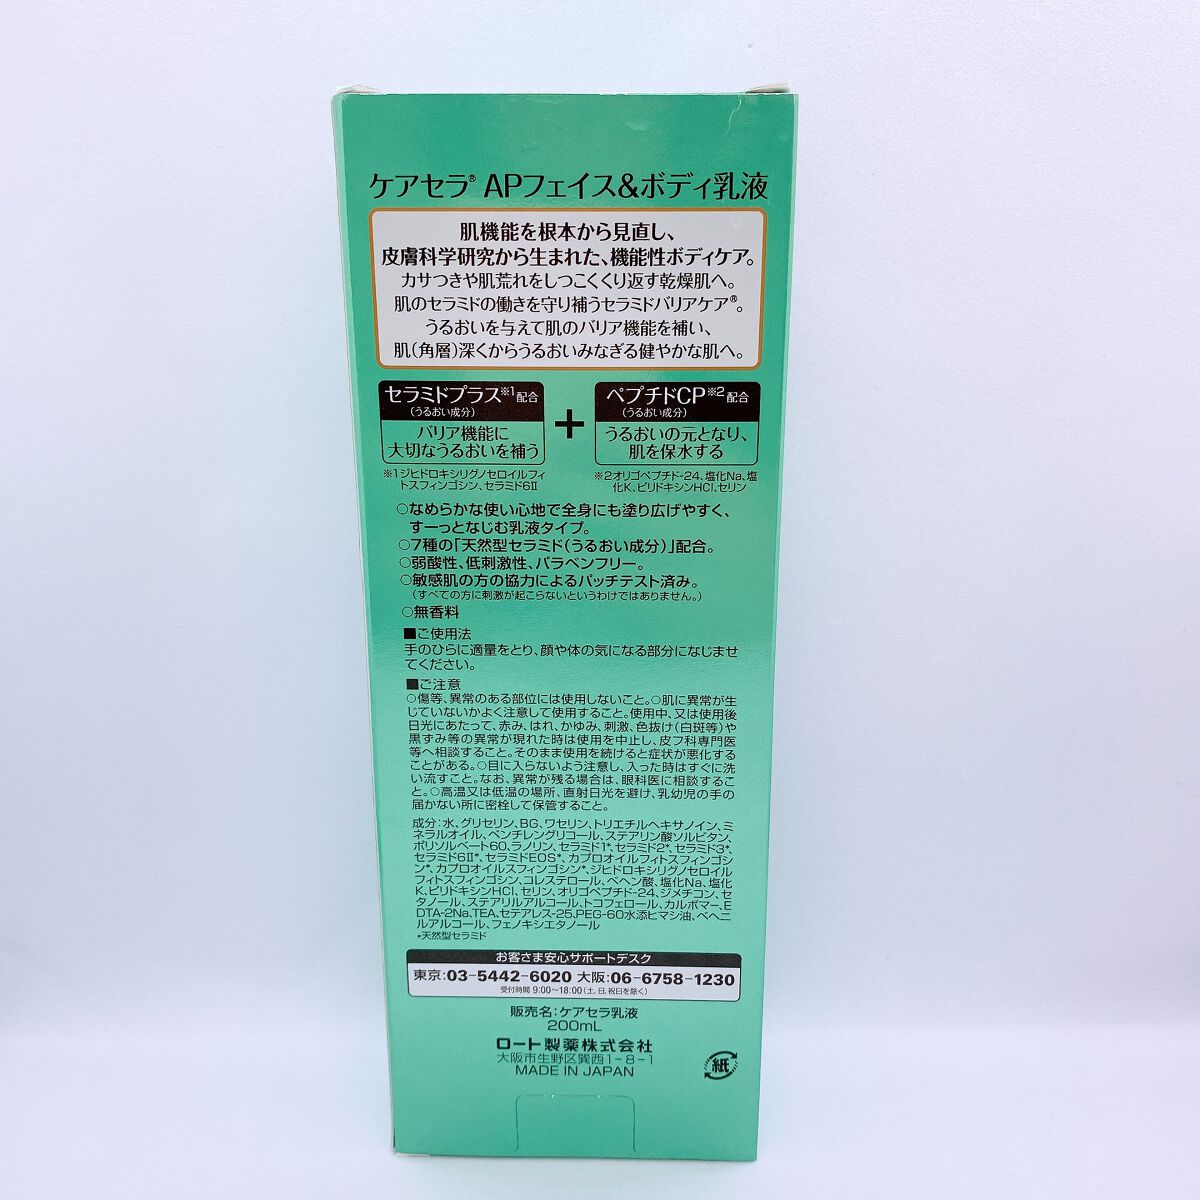 ケアセラ® APフェイス&ボディ乳液
肌機能を根本から見直し、
皮膚科学研究から生まれた、機能性ボディケア。
カサつきや肌荒れをしつこくくり返す乾燥肌へ。
肌のセラミドの働きを守り補うセラミドバリアケア®。
うるおいを与えて肌のバリア機能を補い、
肌(角層)深くからうるおいみなぎる健やかな肌へ。
セラミドプラス※1配合
(うるおい成分)
バリア機能に
大切なうるおいを補う
+
ペプチドCP※2配合
(うるおい成分)
うるおいの元となり、
肌を保水する
※1ジヒドロキシリグノセロイルフィ
トスフィンゴシン、セラミド6Ⅱ
※2オリゴペプチド-24、塩化Na、塩
化K、ピリドキシンHCl、セリン
○なめらかな使い心地で全身にも塗り広げやすく、
すーっとなじむ乳液タイプ。
○7種の「天然型セラミド(うるおい成分)」配合。
○弱酸性、低刺激性、パラベンフリー。
○敏感肌の方の協力によるパッチテスト済み。
(すべての方に刺激が起こらないというわけではありません。)
○無香料
■ご使用法
手のひらに適量をとり、顔や体の気になる部分になじませ
てください。
■ご注意
○傷等、異常のある部位には使用しないこと。○肌に異常が生
じていないかよく注意して使用すること。使用中、又は使用後
日光にあたって、赤み、はれ、かゆみ、刺激、色抜け(白斑等)や
黒ずみ等の異常が現れた時は使用を中止し、皮フ科専門医
等へ相談すること。そのまま使用を続けると症状が悪化する
ことがある。○目に入らないよう注意し、入った時はすぐに洗
い流すこと。なお、異常が残る場合は、眼科医に相談するこ
と。○高温又は低温の場所、直射日光を避け、乳幼児の手の
届かない所に密栓して保管すること。
成分:水、グリセリン、BG、ワセリン、トリエチルヘキサノイン、ミ
ネラルオイル、ペンチレングリコール、ステアリン酸ソルビタン、
ポリソルベート60、ラノリン、セラミド1*、セラミド2*、セラミド3*、
セラミド6Ⅱ*、セラミドEOS*、カプロオイルフィトスフィンゴシ
ン*、カプロオイルスフィンゴシン*、ジヒドロキシリグノセロイル
フィトスフィンゴシン、コレステロール、ベヘン酸、塩化Na、塩化
K、ピリドキシンHCl、セリン、オリゴペプチド-24、ジメチコン、セ
タノール、ステアリルアルコール、トコフェロール、カルボマー、E
DTA-2Na、TEA、セテアレス-25、PEG-60水添ヒマシ油、ベヘニ
ルアルコール、フェノキシエタノール
*天然型セラミド
お客さま安心サポートデスク
東京:03-5442-6020 大阪:06-6758-1230
受付時間 9:00〜18:00(土、日、祝日を除く)
販売名:ケアセラ乳液
200mL
ロート製薬株式会社
大阪市生野区巽西1-8-1
MADE IN JAPAN
紙